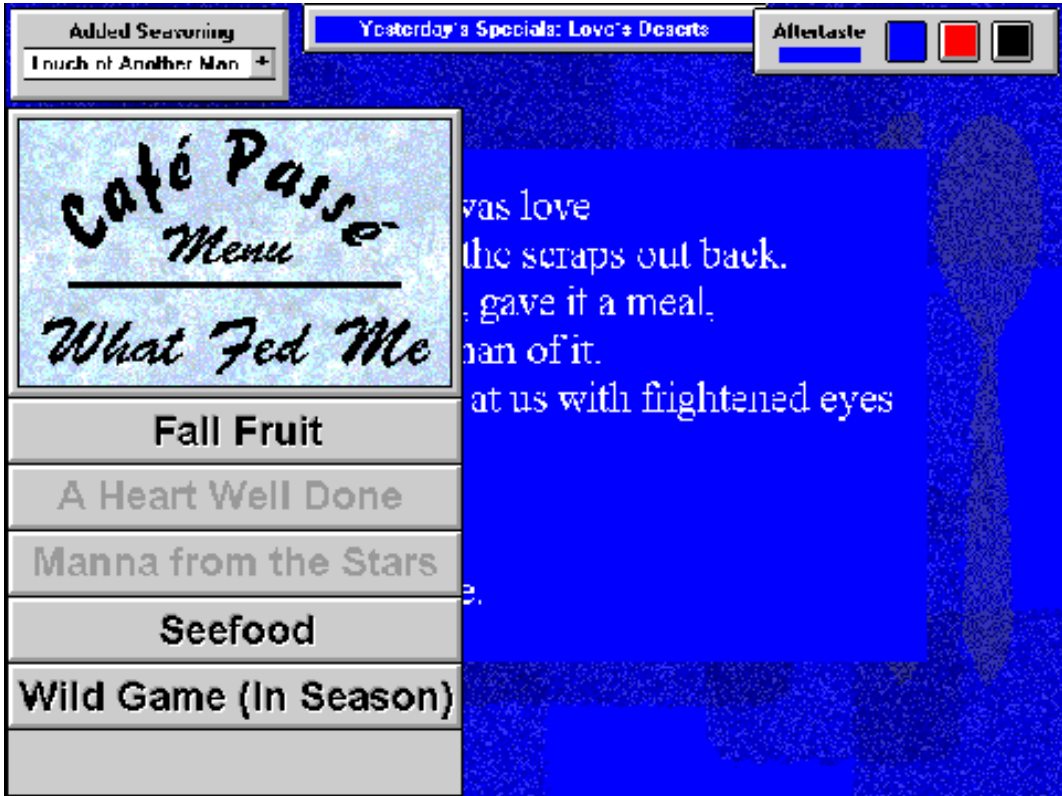 Added Seasoning
Touch of Another Man
Yesterday's Specials: Love's Deserts
Aftertaste
Café Passé
Menu
What Fed Me
Fall Fruit
A Heart Well Done
Manna from the Stars
Seefood
Wild Game (In Season)
was love
the scraps out back.
, gave it a meal,
man of it.
at us with frightened eyes
e.